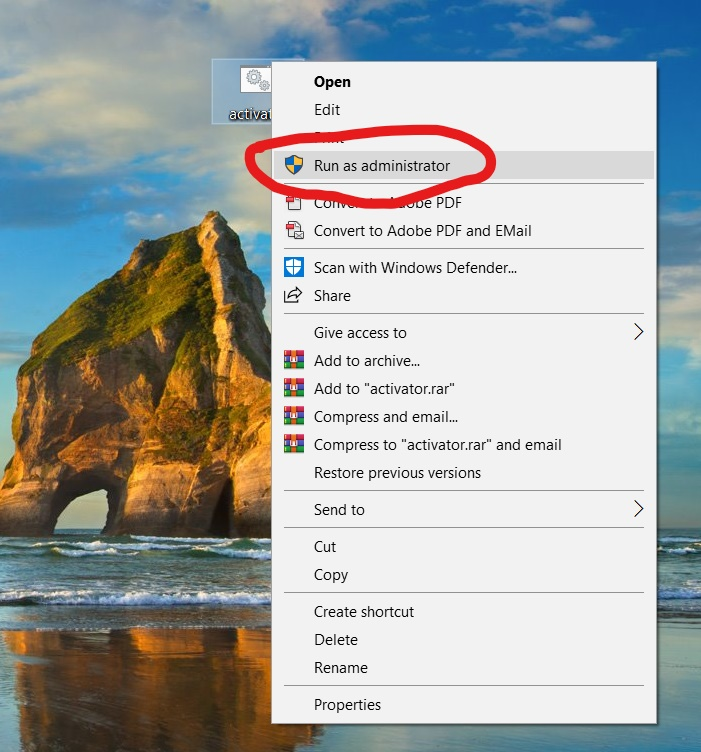 Open
Edit
Print
Run as administrator
Convert to Adobe PDF
Convert to Adobe PDF and EMail
Scan with Windows Defender...
Share
Give access to
Add to archive...
Add to "activator.rar"
Compress and email...
Compress to "activator.rar" and email
Restore previous versions
Send to
Cut
Copy
Create shortcut
Delete
Rename
Properties